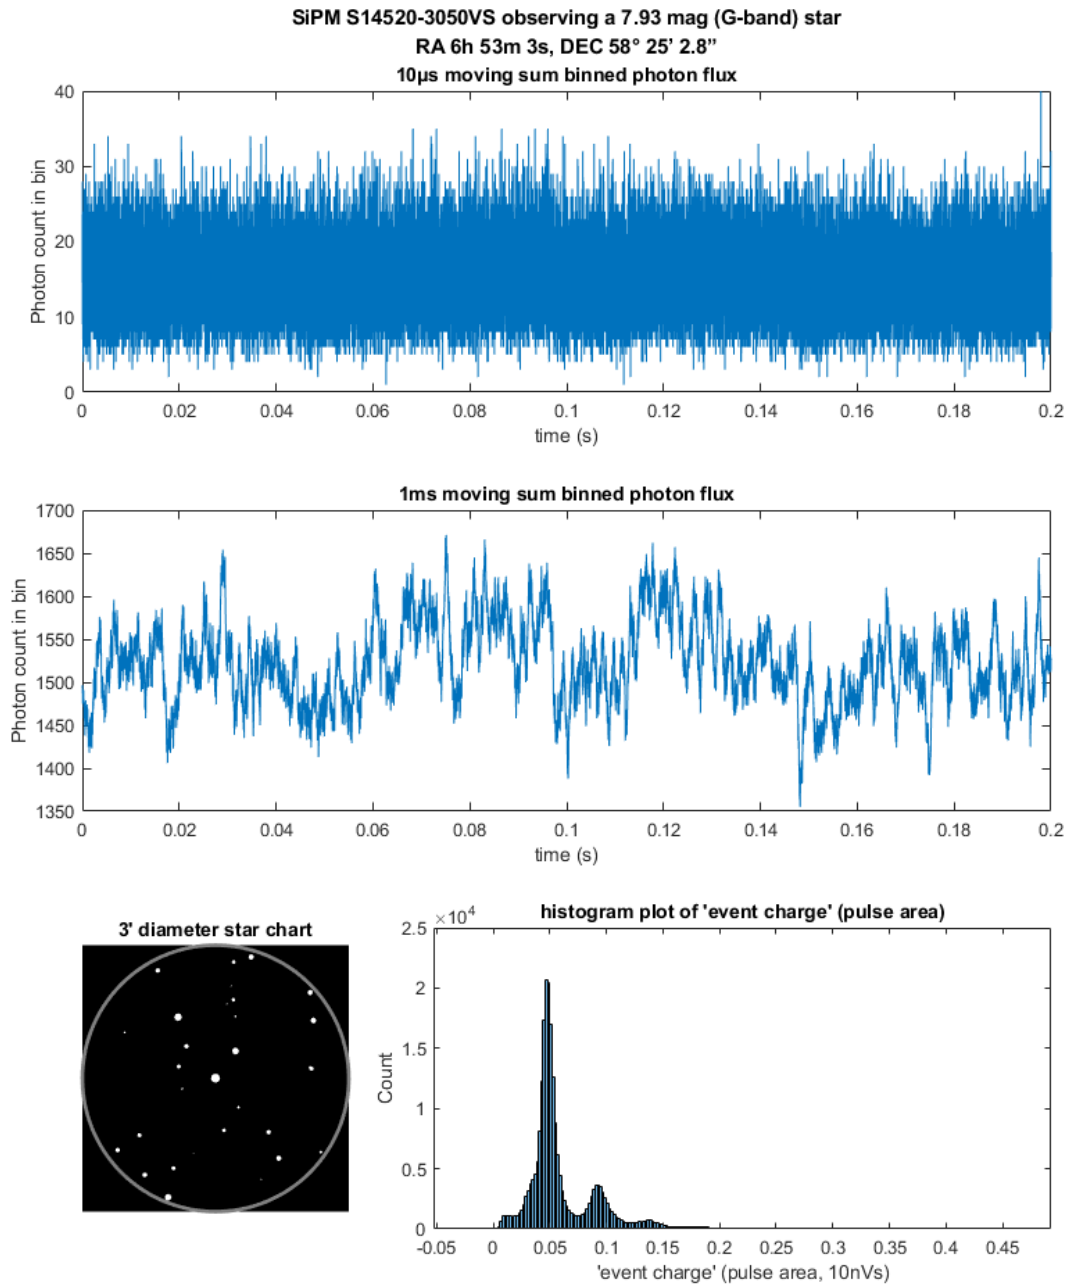 SiPM S14520-3050VS observing a 7.93 mag (G-band) star
RA 6h 53m 3s, DEC 58° 25’ 2.8”
10µs moving sum binned photon flux
40
30
20
10
0
Photon count in bin
0 0.02 0.04 0.06 0.08 0.1 0.12 0.14 0.16 0.18 0.2
time (s)
1ms moving sum binned photon flux
1700
1650
1600
1550
1500
1450
1400
1350
Photon count in bin
0 0.02 0.04 0.06 0.08 0.1 0.12 0.14 0.16 0.18 0.2
time (s)
3' diameter star chart
histogram plot of 'event charge' (pulse area)
×10⁴
2.5
2
1.5
1
0.5
0
Count
-0.05 0 0.05 0.1 0.15 0.2 0.25 0.3 0.35 0.4 0.45
'event charge' (pulse area, 10nVs)